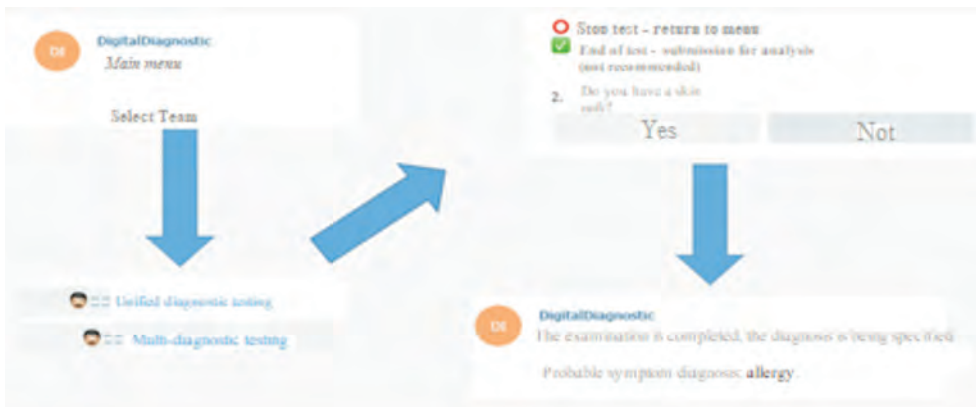 DI
DigitalDiagnostic
Main menu
Select Team
Unified diagnostic testing
Multi-diagnostic testing
Stop test - return to menu
End of test - submission for analysis
(not recommended)
2. Do you have a skin
rash?
Yes
Not
DI
DigitalDiagnostic
The examination is completed, the diagnosis is being specified
Probable symptom diagnosis: allergy.